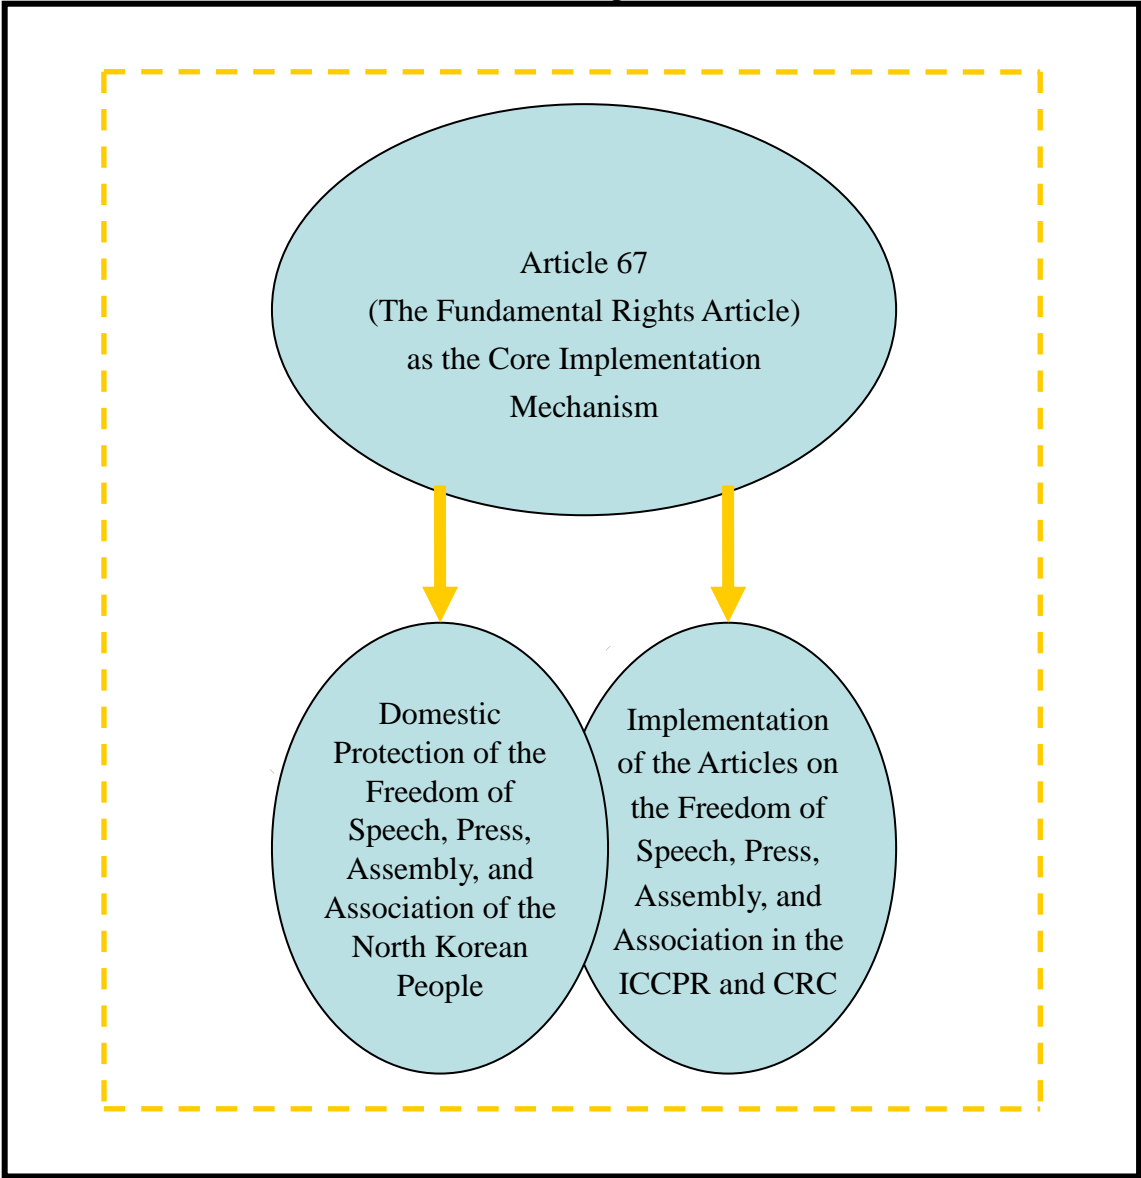 Article 67
(The Fundamental Rights Article)
as the Core Implementation
Mechanism
Domestic
Protection of the
Freedom of
Speech, Press,
Assembly, and
Association of the
North Korean
People
Implementation
of the Articles on
the Freedom of
Speech, Press,
Assembly, and
Association in the
ICCPR and CRC